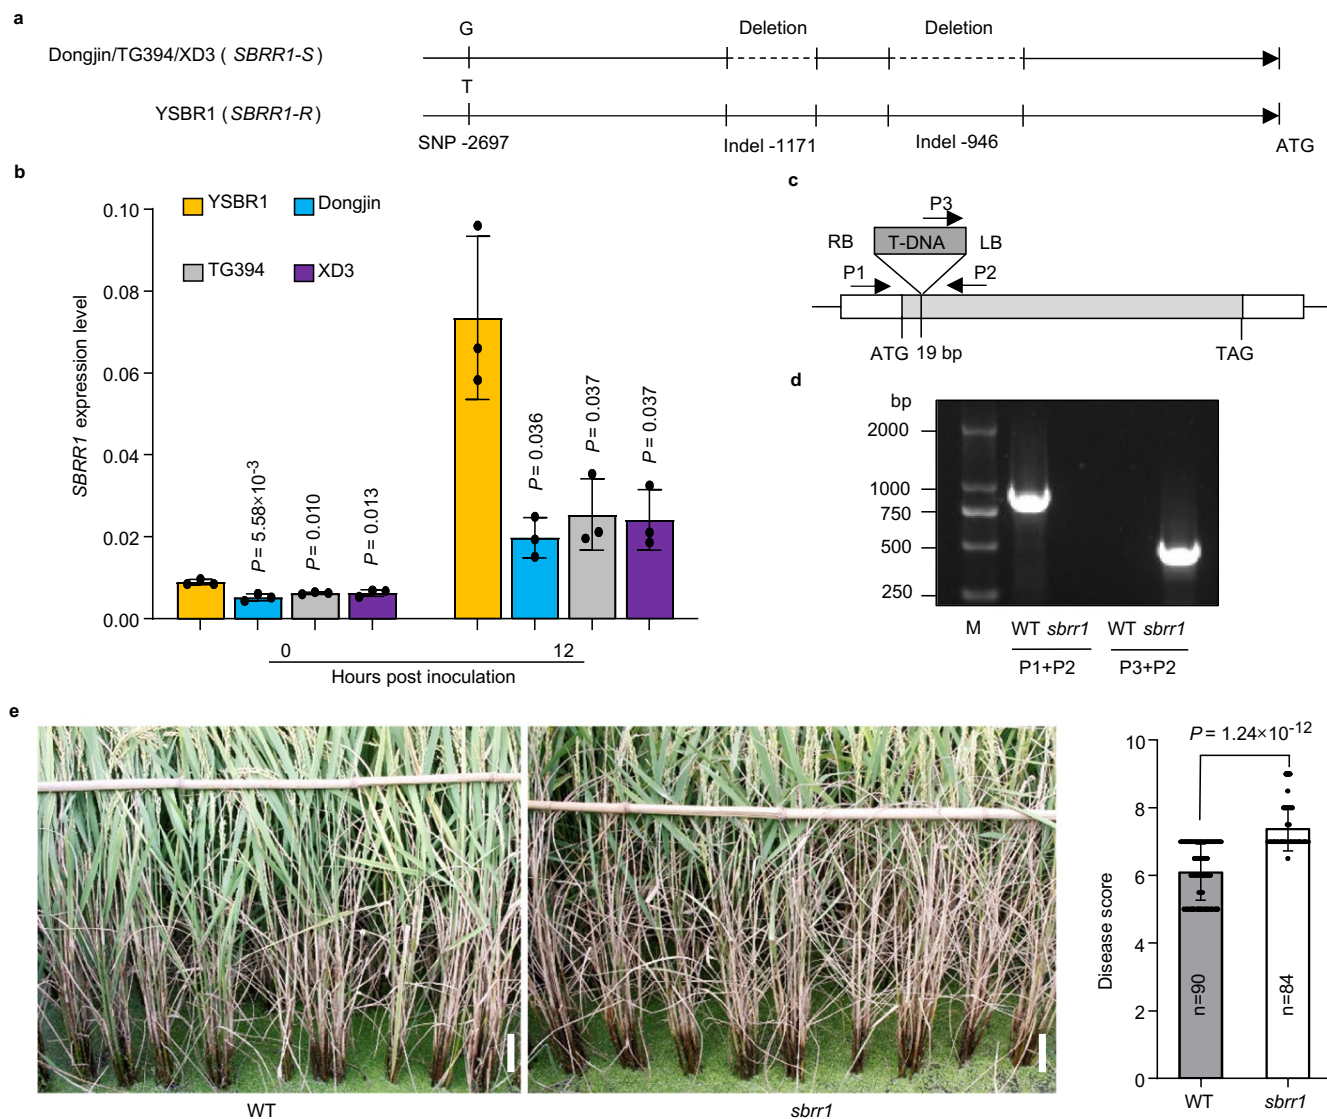 a
G
Deletion
Deletion
Dongjin/TG394/XD3 ( SBRR1-S)
T
YSBR1 (SBRR1-R)
SNP -2697
Indel -1171
Indel -946
ATG
b
YSBR1
Dongjin
TG394
XD3
SBRR1 expression level
0.10
0.08
0.06
0.04
0.02
0.00
P = 5.58×10⁻³
P = 0.010
P = 0.013
P = 0.036
P = 0.037
P = 0.037
0
12
Hours post inoculation
c
P3
RB
T-DNA
LB
P1
P2
ATG
19 bp
TAG
d
bp
2000
1000
750
500
250
M
WT sbrr1
WT sbrr1
P1+P2
P3+P2
e
WT
sbrr1
P = 1.24×10⁻¹²
Disease score
10
8
6
4
2
0
n=90
n=84
WT
sbrr1